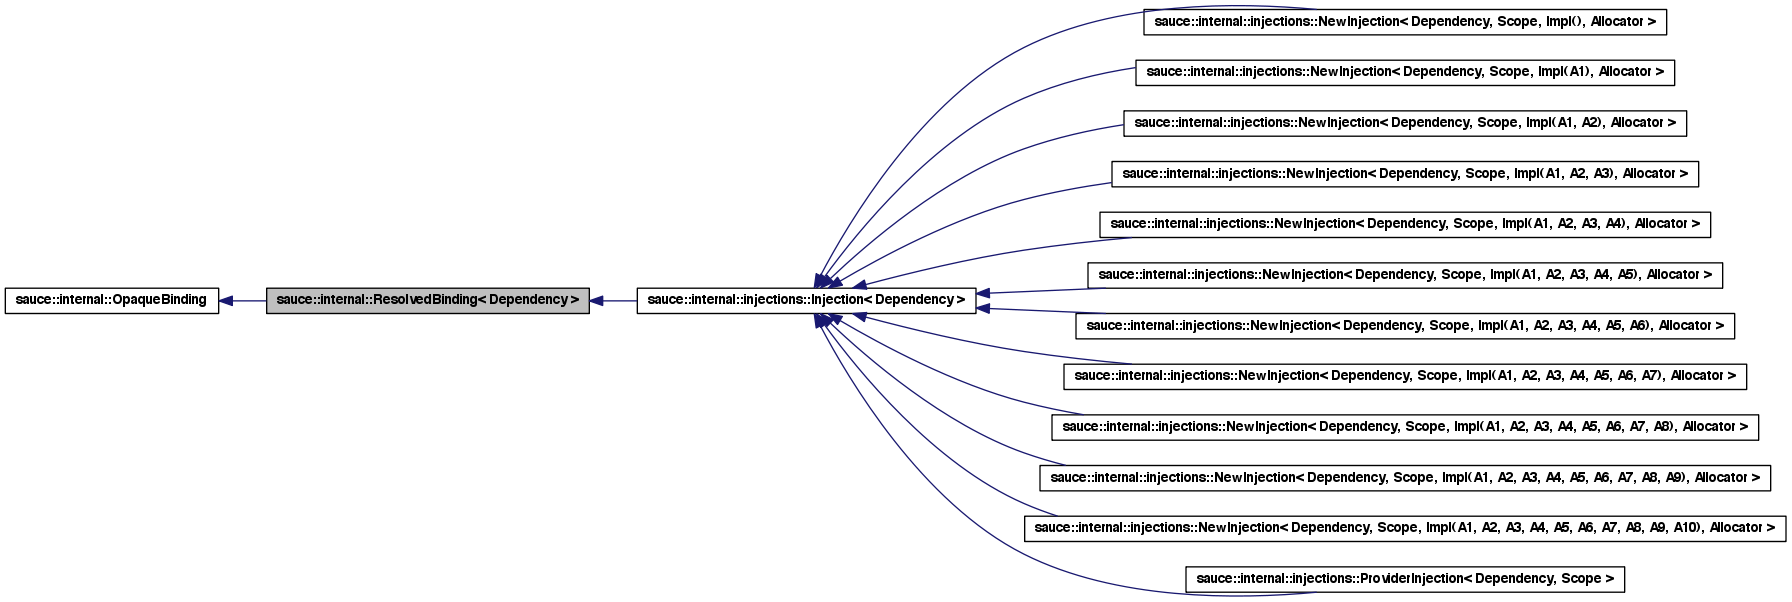 sauce::internal::injections::NewInjection< Dependency, Scope, Impl(), Allocator >
sauce::internal::injections::NewInjection< Dependency, Scope, Impl(A1), Allocator >
sauce::internal::injections::NewInjection< Dependency, Scope, Impl(A1, A2), Allocator >
sauce::internal::injections::NewInjection< Dependency, Scope, Impl(A1, A2, A3), Allocator >
sauce::internal::injections::NewInjection< Dependency, Scope, Impl(A1, A2, A3, A4), Allocator >
sauce::internal::injections::NewInjection< Dependency, Scope, Impl(A1, A2, A3, A4, A5), Allocator >
sauce::internal::OpaqueBinding
sauce::internal::ResolvedBinding< Dependency >
sauce::internal::injections::Injection< Dependency >
sauce::internal::injections::NewInjection< Dependency, Scope, Impl(A1, A2, A3, A4, A5, A6), Allocator >
sauce::internal::injections::NewInjection< Dependency, Scope, Impl(A1, A2, A3, A4, A5, A6, A7), Allocator >
sauce::internal::injections::NewInjection< Dependency, Scope, Impl(A1, A2, A3, A4, A5, A6, A7, A8), Allocator >
sauce::internal::injections::NewInjection< Dependency, Scope, Impl(A1, A2, A3, A4, A5, A6, A7, A8, A9), Allocator >
sauce::internal::injections::NewInjection< Dependency, Scope, Impl(A1, A2, A3, A4, A5, A6, A7, A8, A9, A10), Allocator >
sauce::internal::injections::ProviderInjection< Dependency, Scope >